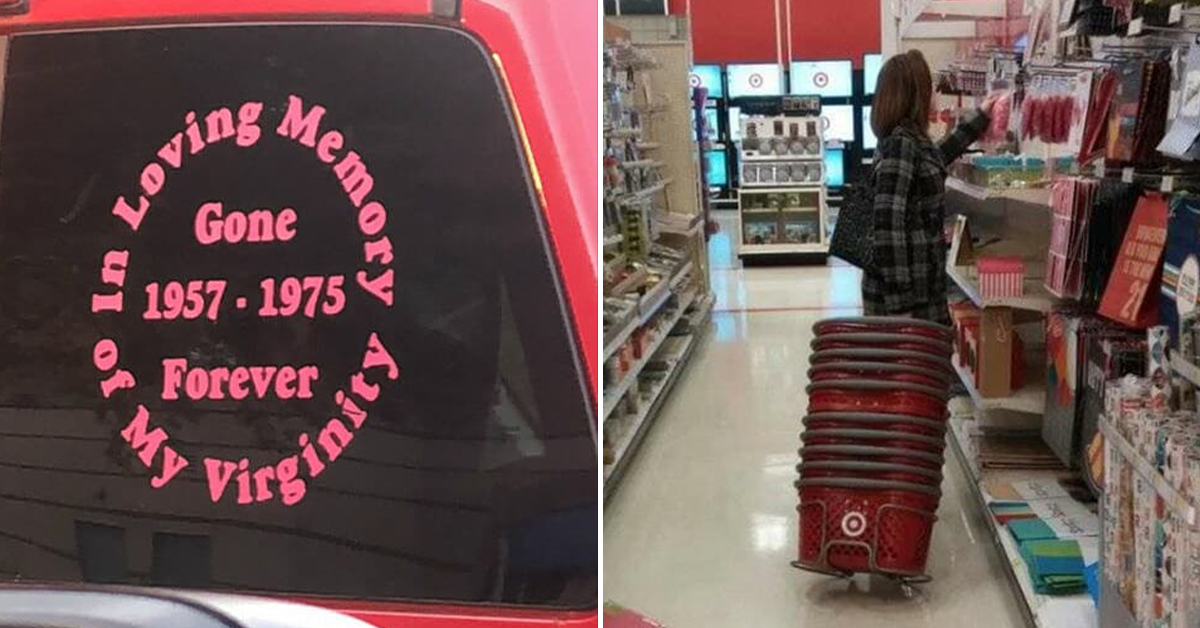 In Loving Memory
Gone
1957 - 1975
Forever
of My Virginity